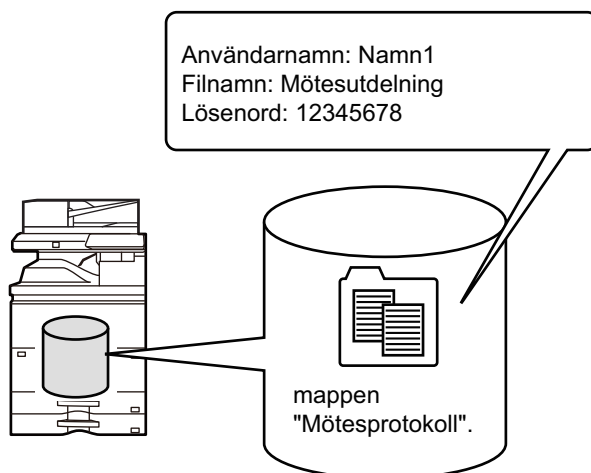 Användarnamn: Namn1
Filnamn: Mötesutdelning
Lösenord: 12345678
mappen
"Mötesprotokoll".